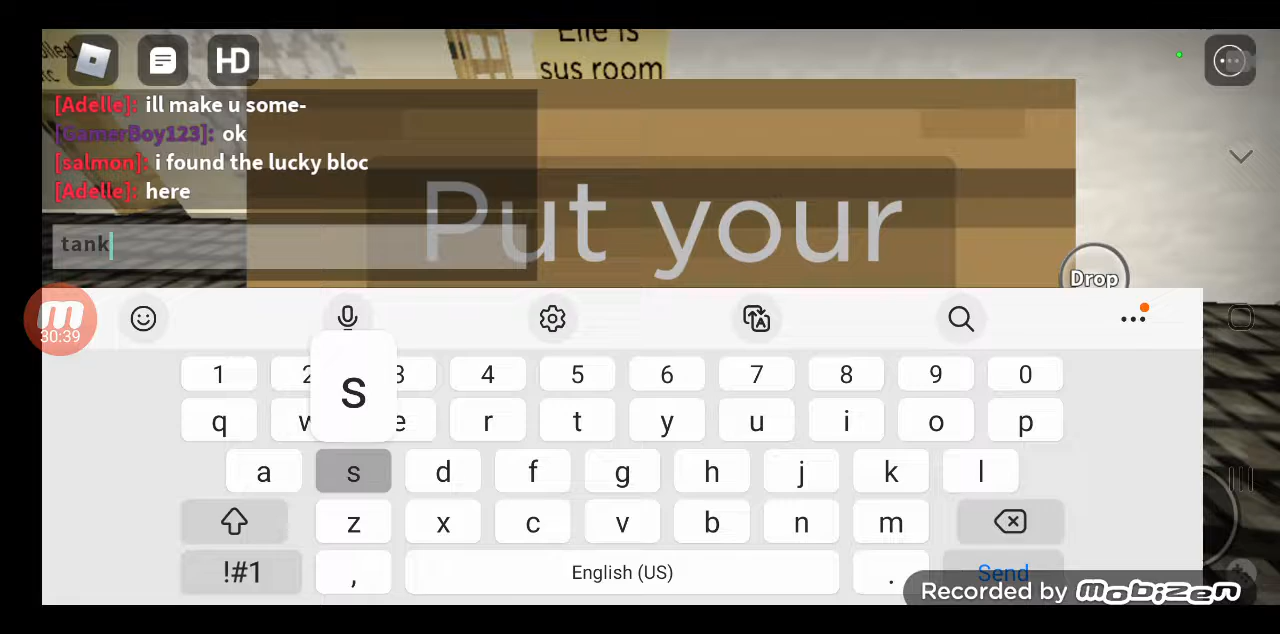 Elle is
sus room
HD
[Adelle]: ill make u some-
[GamerBoy123]: ok
[salmon]: i found the lucky bloc
[Adelle]: here
tank
Put your
Drop
30:39
s
1 2 3 4 5 6 7 8 9 0
q w e r t y u i o p
a s d f g h j k l
z x c v b n m
!#1 , English (US) . Send
Recorded by mobizen